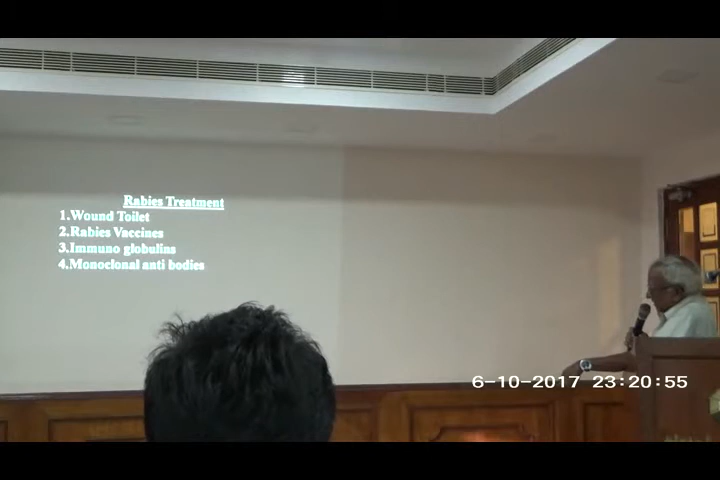 Rabies Treatment
1.Wound Toilet
2.Rabies Vaccines
3.Immuno globulins
4.Monoclonal anti bodies
6-10-2017 23:20:55